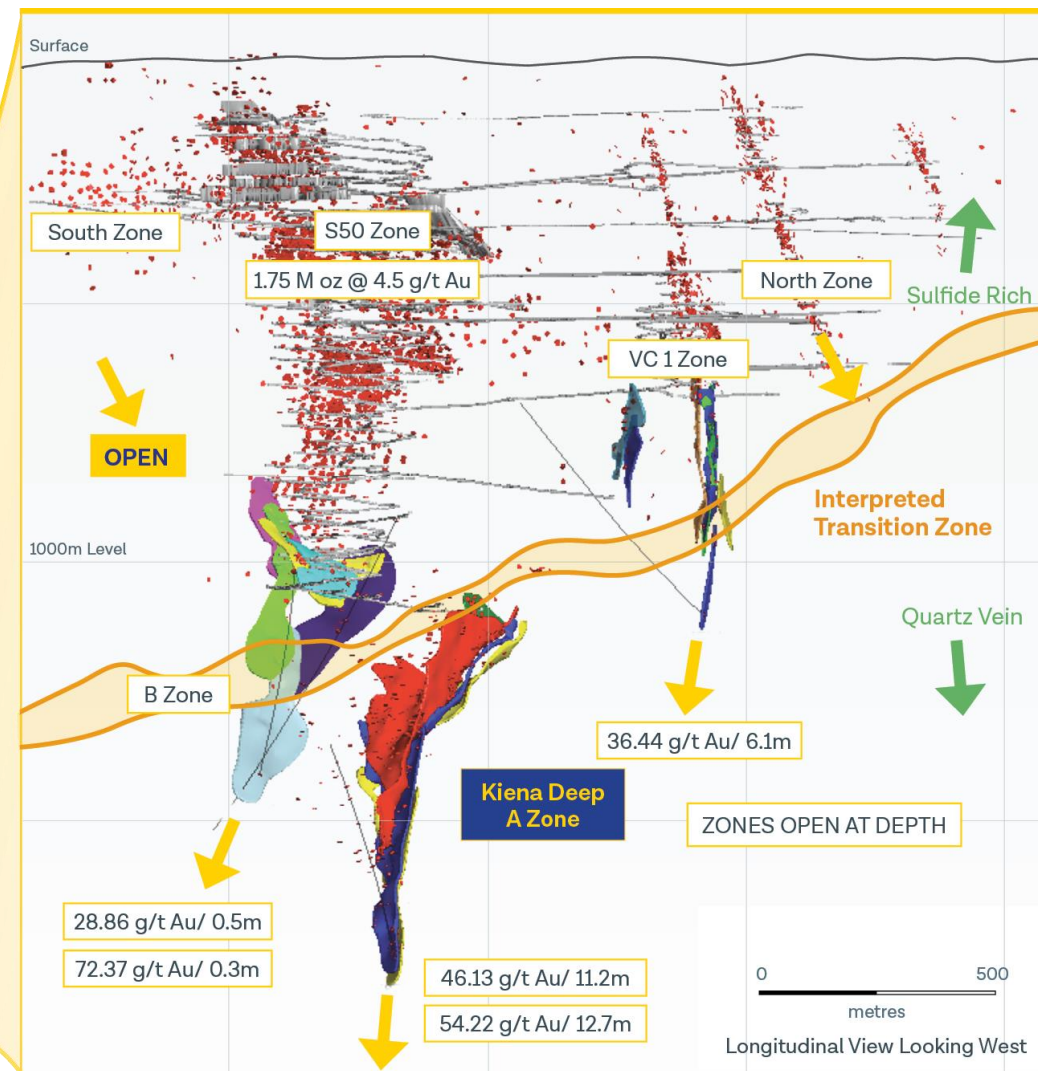 Surface
South Zone
S50 Zone
1.75 M oz @ 4.5 g/t Au
North Zone
Sulfide Rich
VC 1 Zone
OPEN
Interpreted
Transition Zone
1000m Level
Quartz Vein
B Zone
36.44 g/t Au/ 6.1m
Kiena Deep
A Zone
ZONES OPEN AT DEPTH
28.86 g/t Au/ 0.5m
72.37 g/t Au/ 0.3m
46.13 g/t Au/ 11.2m
54.22 g/t Au/ 12.7m
0 500
metres
Longitudinal View Looking West